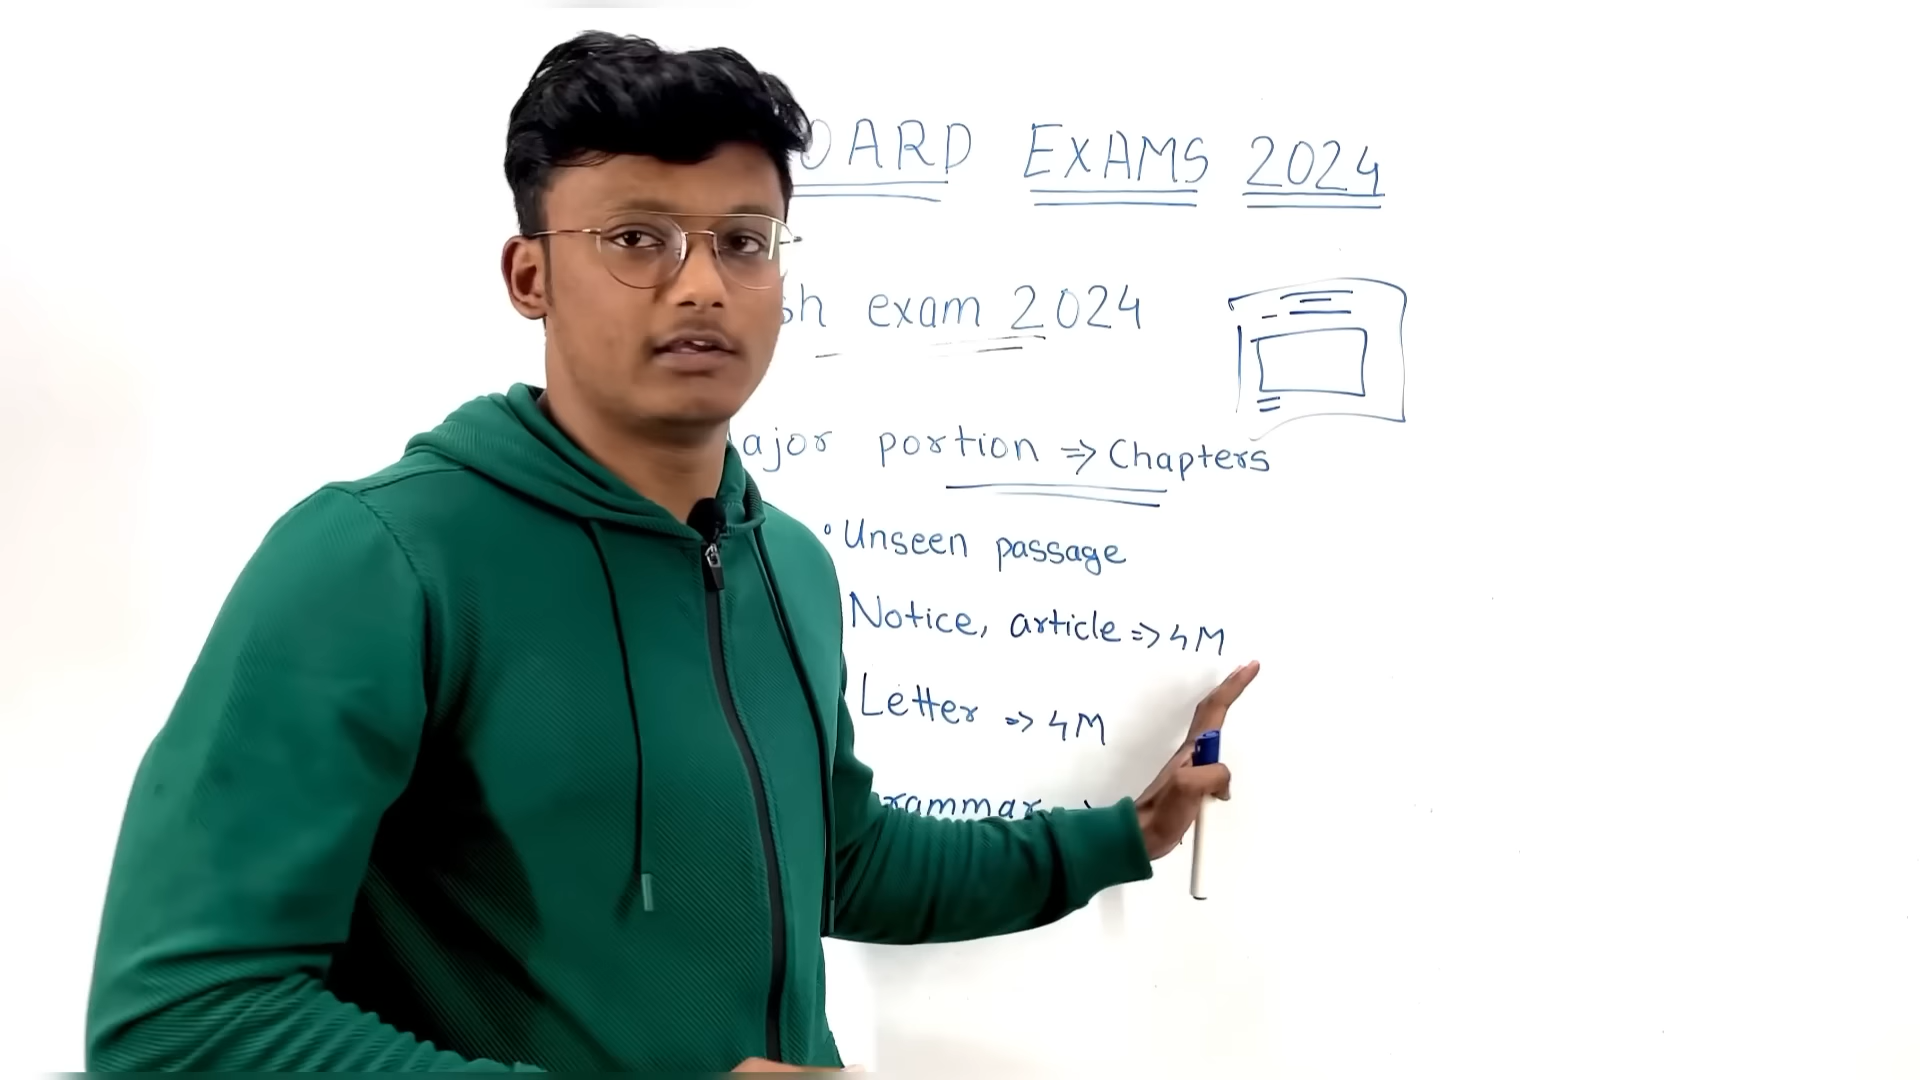 OARD EXAMS 2024
sh exam 2024
ajor portion => Chapters
• Unseen passage
Notice, article => 4M
Letter => 4M
rammar